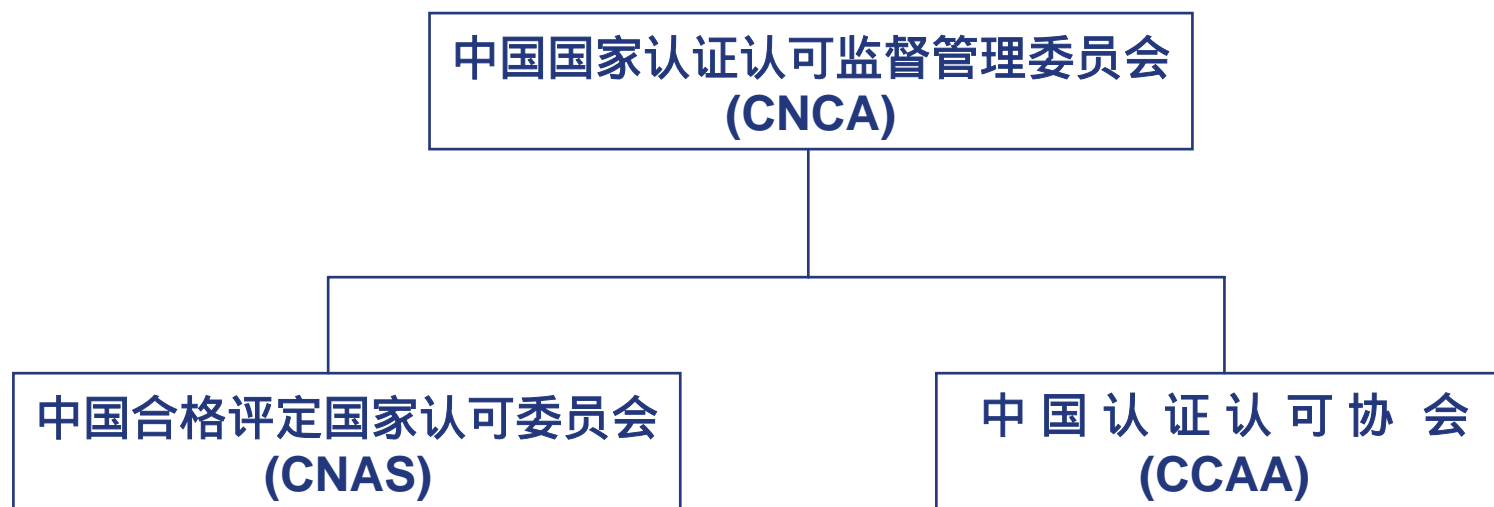 中国国家认证认可监督管理委员会
(CNCA)
中国合格评定国家认可委员会
(CNAS)
中国认证认可协 会
(CCAA)